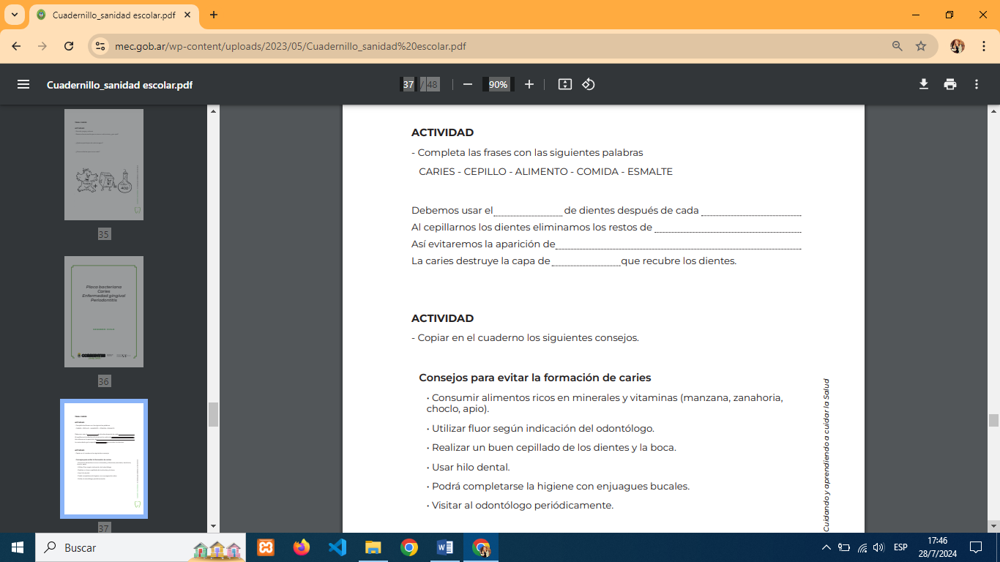 Cuadernillo_sanidad escolar.pdf
mec.gob.ar/wp-content/uploads/2023/05/Cuadernillo_sanidad%20escolar.pdf
Cuadernillo_sanidad escolar.pdf
37 / 48
90%
35
Placa bacteriana
Caries
Enfermedad gingival
Periodontitis
36
37
ACTIVIDAD
- Completa las frases con las siguientes palabras
CARIES - CEPILLO - ALIMENTO - COMIDA - ESMALTE
Debemos usar el de dientes después de cada
Al cepillarnos los dientes eliminamos los restos de
Así evitaremos la aparición de
La caries destruye la capa de que recubre los dientes.
ACTIVIDAD
- Copiar en el cuaderno los siguientes consejos.
Consejos para evitar la formación de caries
• Consumir alimentos ricos en minerales y vitaminas (manzana, zanahoria,
choclo, apio).
• Utilizar fluor según indicación del odontólogo.
• Realizar un buen cepillado de los dientes y la boca.
• Usar hilo dental.
• Podrá completarse la higiene con enjuagues bucales.
• Visitar al odontólogo periódicamente.
Cuidando y aprendiendo a cuidar la Salud
Buscar
ESP
17:46
28/7/2024